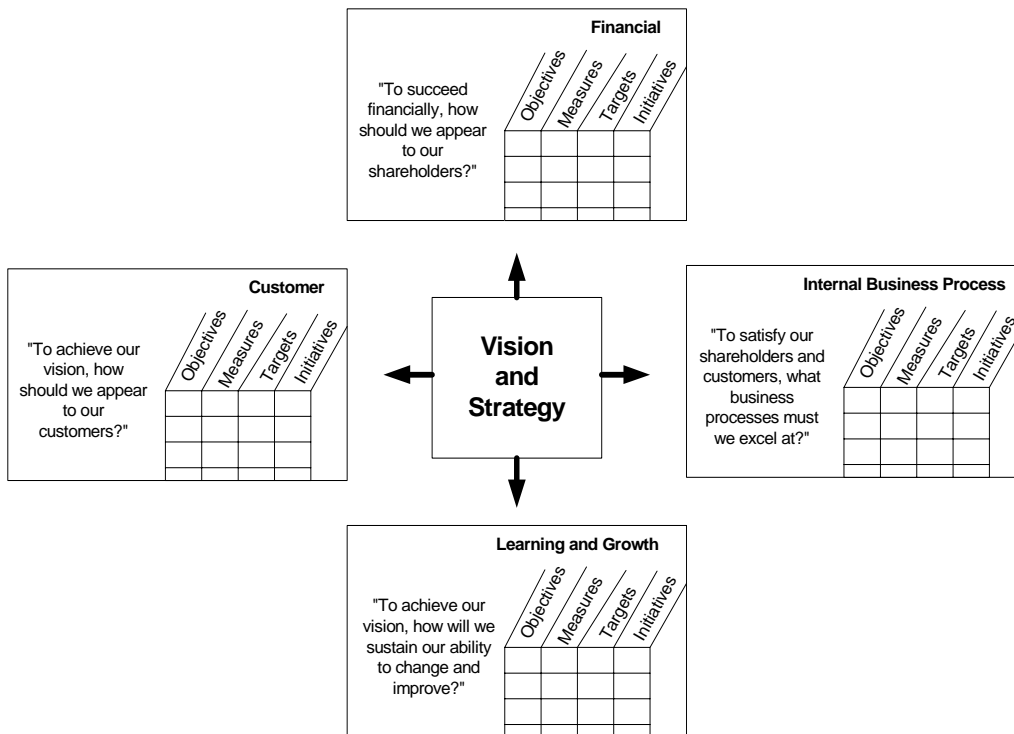 Financial
"To succeed
financially, how
should we appear
to our
shareholders?"
Objectives
Measures
Targets
Initiatives
Customer
"To achieve our
vision, how
should we appear
to our
customers?"
Objectives
Measures
Targets
Initiatives
Vision
and
Strategy
Internal Business Process
"To satisfy our
shareholders and
customers, what
business
processes must
we excel at?"
Objectives
Measures
Targets
Initiatives
Learning and Growth
"To achieve our
vision, how will we
sustain our ability
to change and
improve?"
Objectives
Measures
Targets
Initiatives